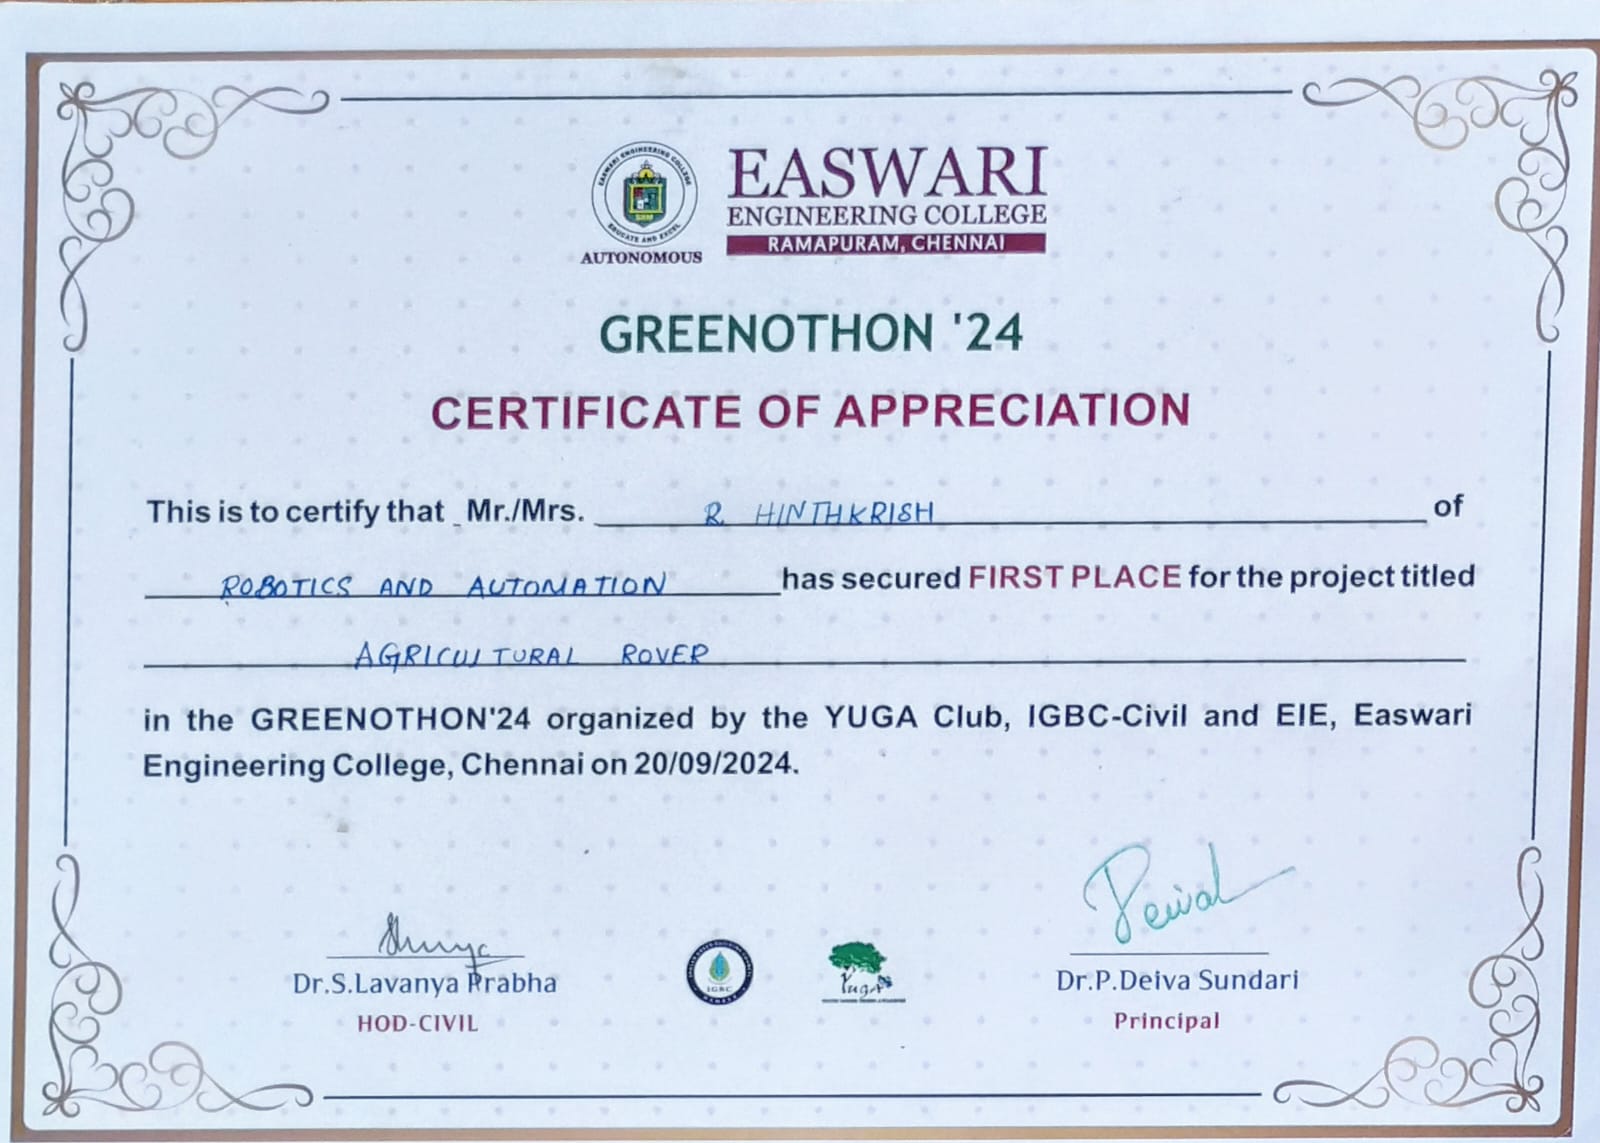 EASWARI ENGINEERING COLLEGE
SRM
EDUCATE AND EXCEL
AUTONOMOUS
EASWARI
ENGINEERING COLLEGE
RAMAPURAM, CHENNAI
GREENOTHON '24
CERTIFICATE OF APPRECIATION
This is to certify that Mr./Mrs. R. HINTHKRISH of
ROBOTICS AND AUTOMATION has secured FIRST PLACE for the project titled
AGRICULTURAL ROVER
in the GREENOTHON'24 organized by the YUGA Club, IGBC-Civil and EIE, Easwari
Engineering College, Chennai on 20/09/2024.
Dr.S.Lavanya Prabha
HOD-CIVIL
IGBC
Yuga
Dr.P.Deiva Sundari
Principal